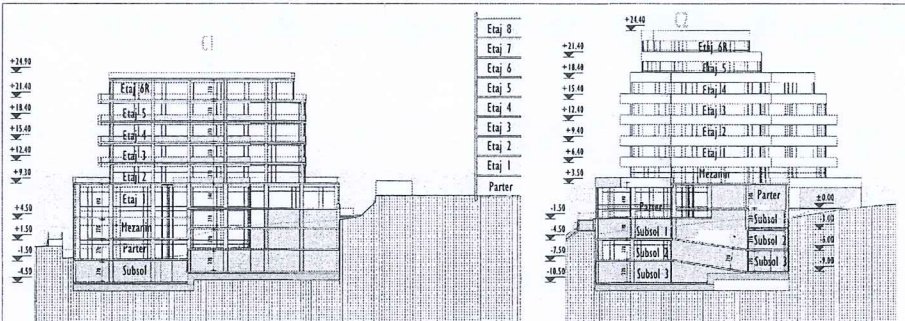 C1
+24.90
+21.40
+18.40
+15.40
+12.40
+9.30
+4.50
+1.50
-1.50
-4.50
Etaj 6R
Etaj 5
Etaj 4
Etaj 3
Etaj 2
Etaj 1
Mezanin
Parter
Subsol
Etaj 8
Etaj 7
Etaj 6
Etaj 5
Etaj 4
Etaj 3
Etaj 2
Etaj 1
Parter
C2
+24.40
+21.40
+18.40
+15.40
+12.40
+9.40
+6.40
+3.50
-1.50
-4.50
-7.50
-10.50
Etaj 6R
Etaj 5
Etaj 4
Etaj 3
Etaj 2
Etaj 1
Mezanin
Parter
Subsol 1
Subsol 2
Subsol 3
Parter
Subsol
Subsol 2
Subsol 3
±0.00
-3.00
-6.00
-9.00